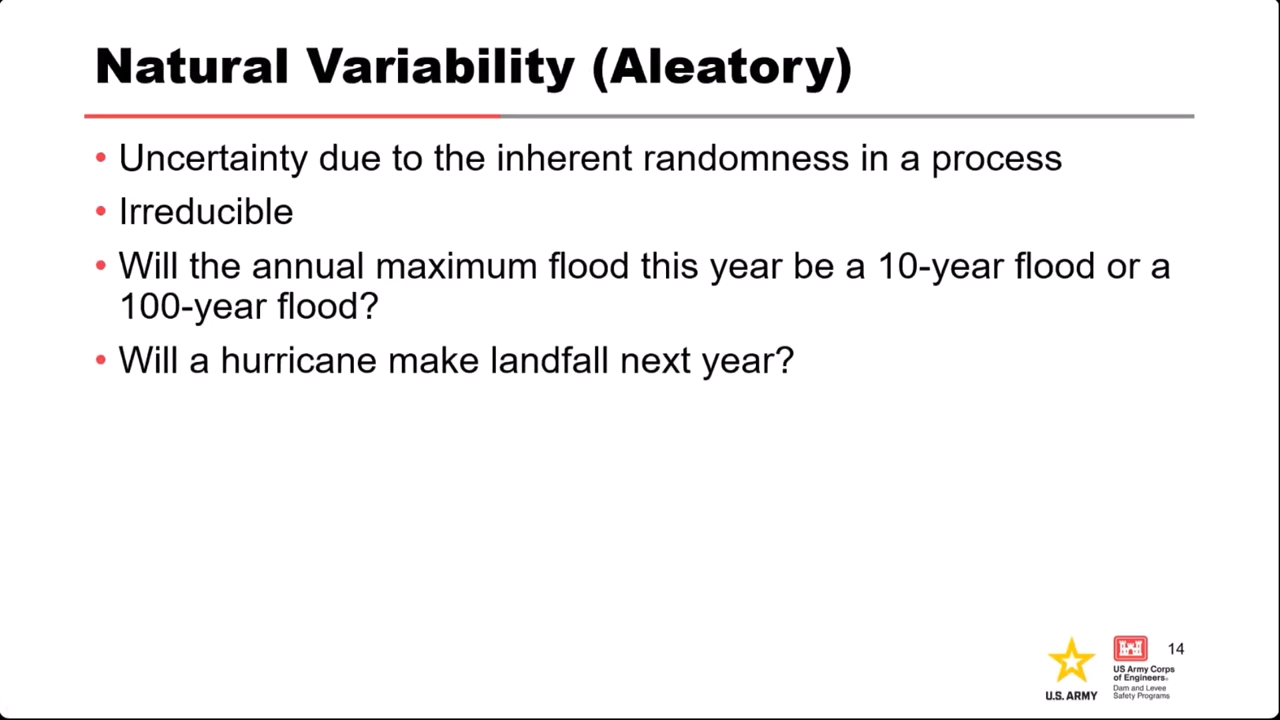 Natural Variability (Aleatory)
• Uncertainty due to the inherent randomness in a process
• Irreducible
• Will the annual maximum flood this year be a 10-year flood or a
100-year flood?
• Will a hurricane make landfall next year?
14
U.S. ARMY
US Army Corps
of Engineers®
Dam and Levee
Safety Programs